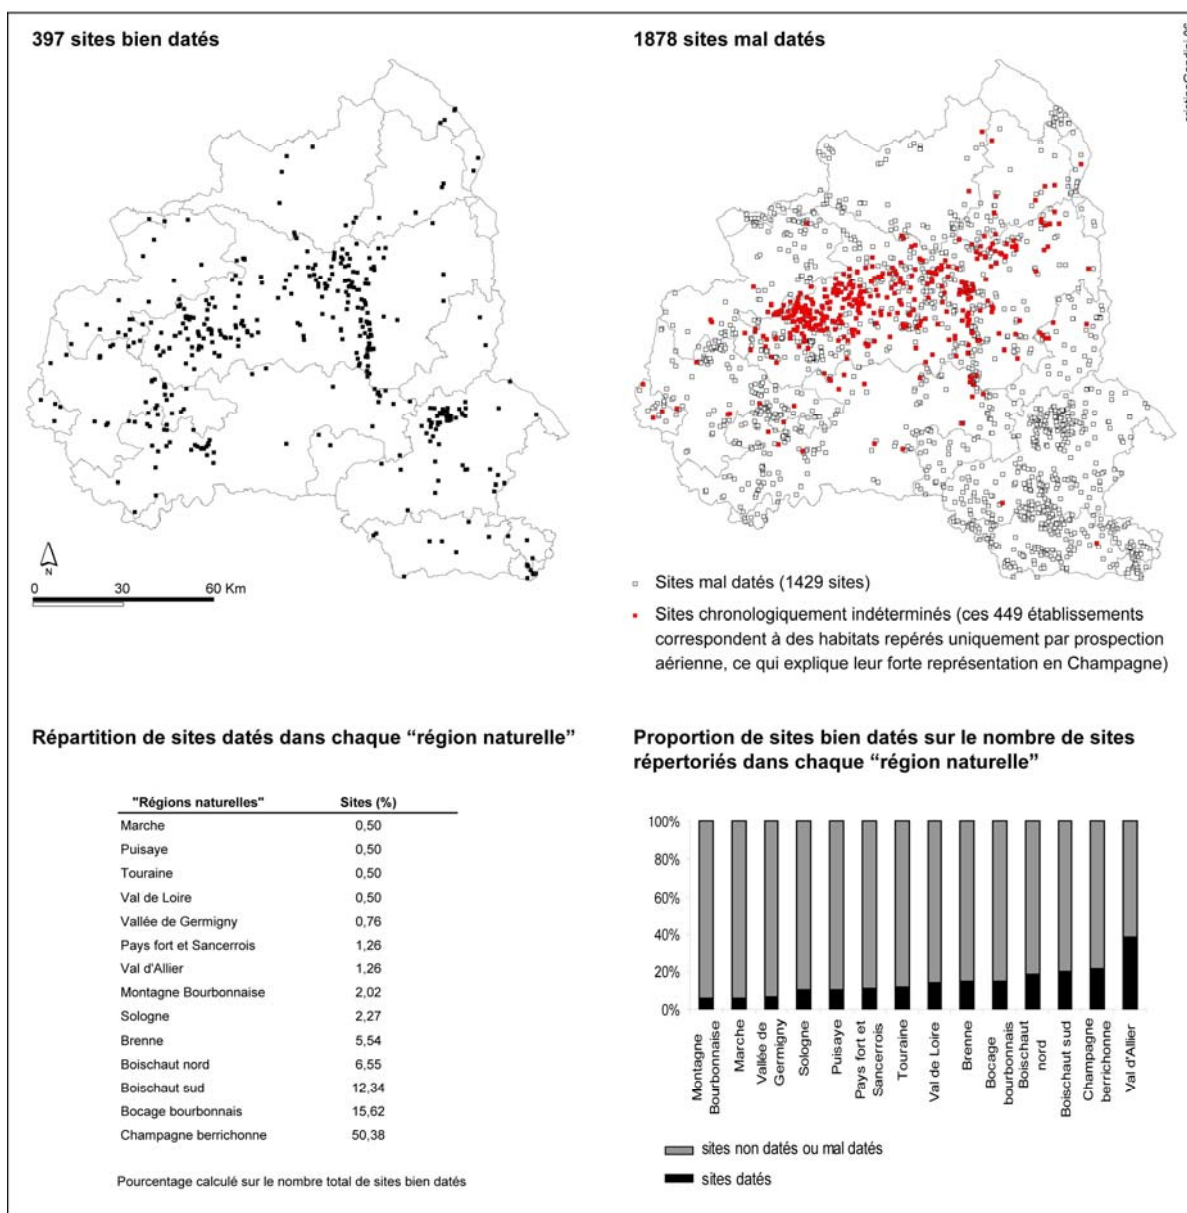 397 sites bien datés
1878 sites mal datés
N
0 30 60 Km
Sites mal datés (1429 sites)
Sites chronologiquement indéterminés (ces 449 établissements
correspondent à des habitats repérés uniquement par prospection
aérienne, ce qui explique leur forte représentation en Champagne)
Répartition de sites datés dans chaque “région naturelle”
"Régions naturelles" Sites (%)
Marche 0,50
Puisaye 0,50
Touraine 0,50
Val de Loire 0,50
Vallée de Germigny 0,76
Pays fort et Sancerrois 1,26
Val d'Allier 1,26
Montagne Bourbonnaise 2,02
Sologne 2,27
Brenne 5,54
Boischaut nord 6,55
Boischaut sud 12,34
Bocage bourbonnais 15,62
Champagne berrichonne 50,38
Pourcentage calculé sur le nombre total de sites bien datés
Proportion de sites bien datés sur le nombre de sites
répertoriés dans chaque “région naturelle”
100%
80%
60%
40%
20%
0%
Montagne
Bourbonnaise
Marche
Vallée de
Germigny
Sologne
Puisaye
Pays fort et
Sancerrois
Touraine
Val de Loire
Brenne
Bocage
bourbonnais
Boischaut
nord
Boischaut sud
Champagne
berrichonne
Val d'Allier
sites non datés ou mal datés
sites datés